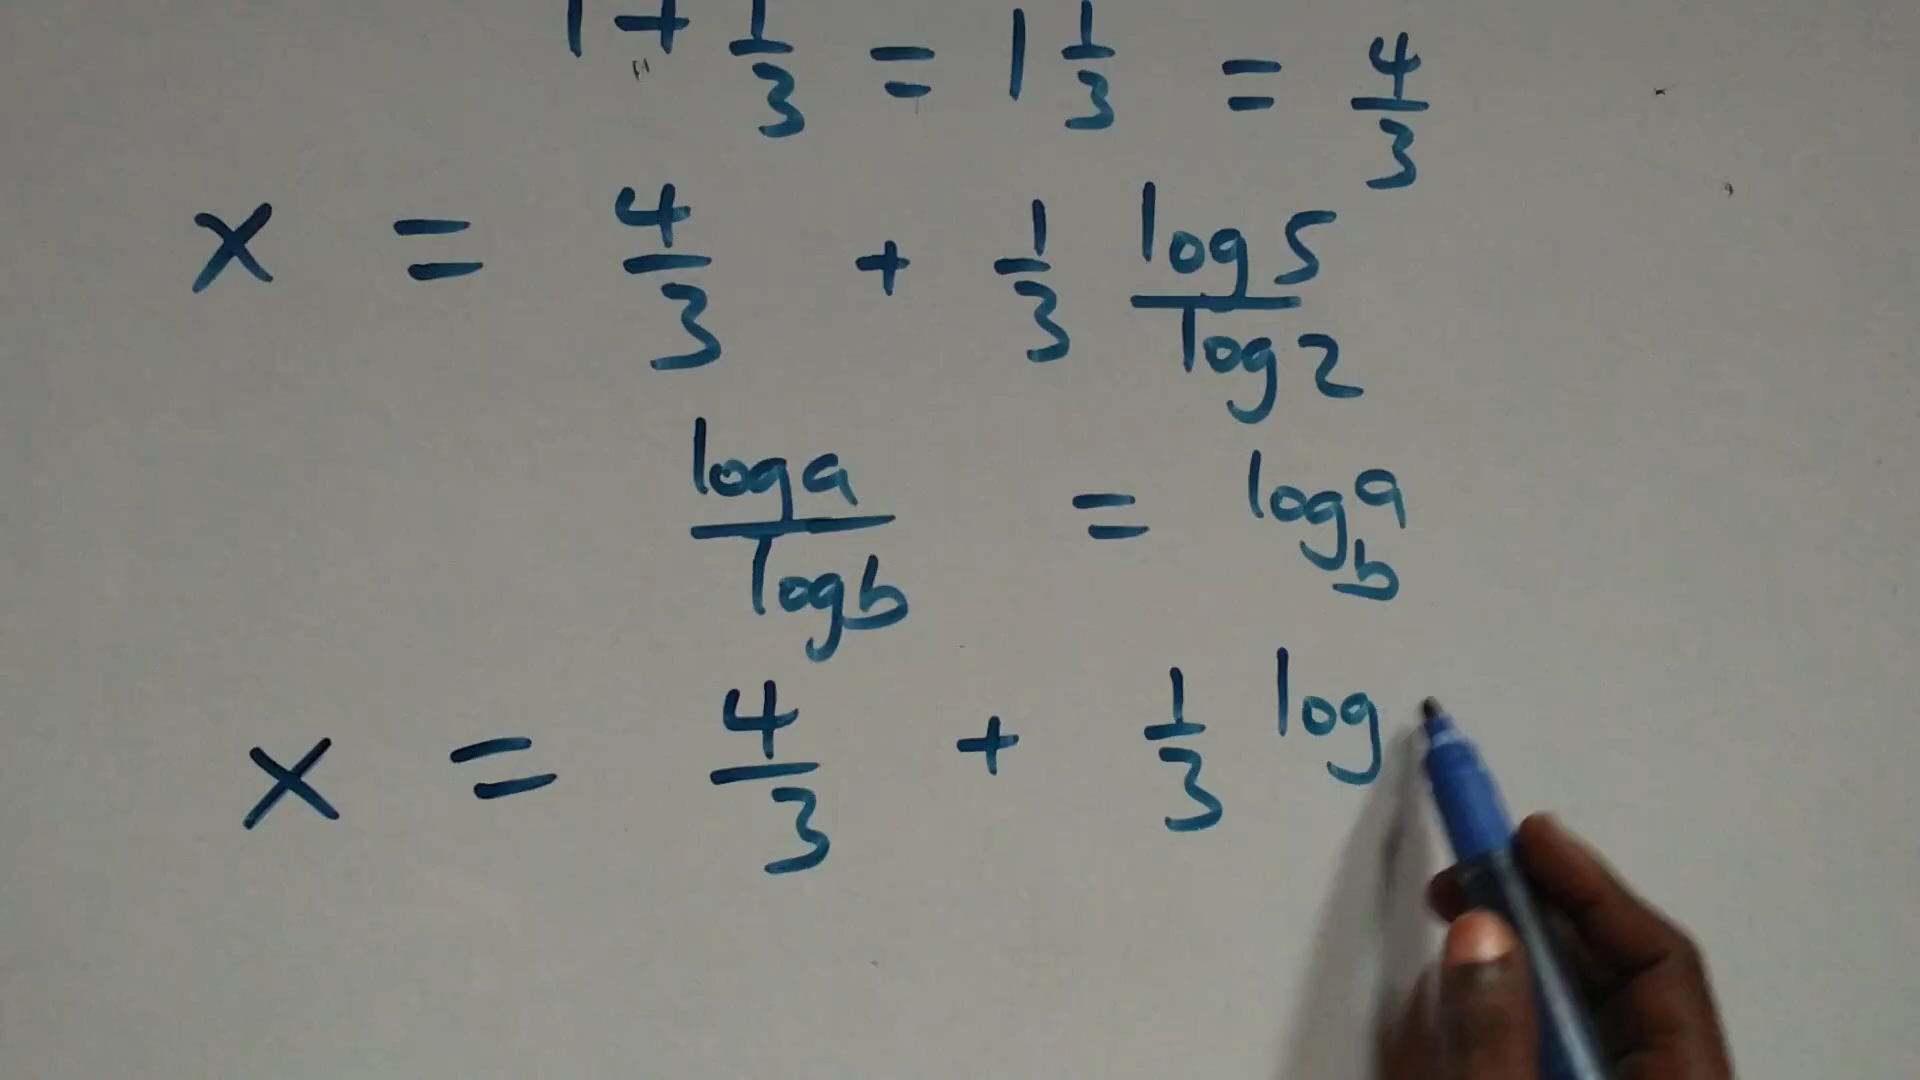 1 + 1/3 = 1 1/3 = 4/3
x = 4/3 + 1/3 log5/log2
loga/logb = log_b a
x = 4/3 + 1/3 log